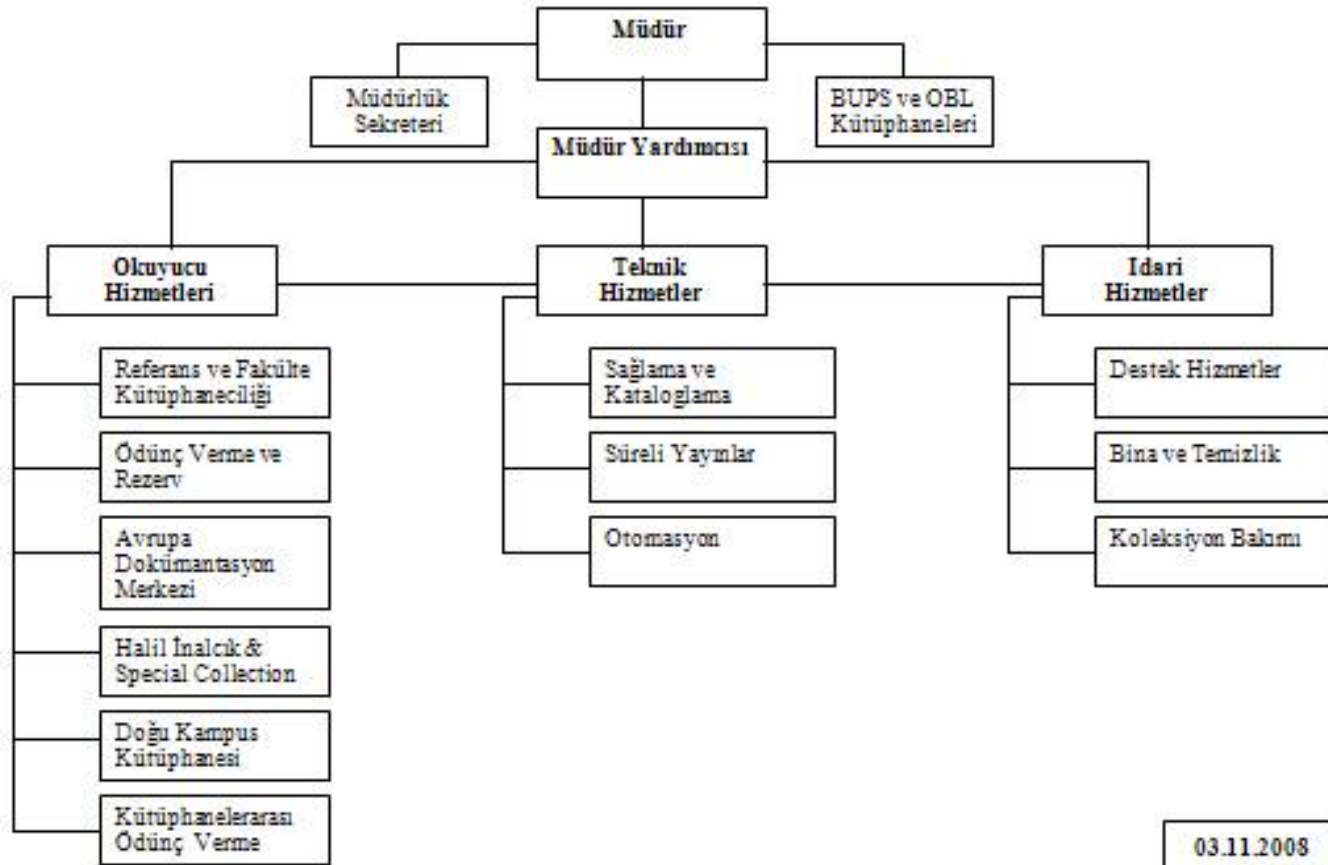 Müdür
Müdürlük
Sekreteri
BUPS ve OBL
Kütüphaneleri
Müdür Yardımcısı
Okuyucu
Hizmetleri
Teknik
Hizmetler
Idari
Hizmetler
Referans ve Fakülte
Kütüphaneciliği
Ödünç Verme ve
Rezerv
Avrupa
Dokümantasyon
Merkezi
Halil İnalcık &
Special Collection
Doğu Kampus
Kütüphanesi
Kütüphanelerarası
Ödünç Verme
Sağlama ve
Kataloglama
Süreli Yayınlar
Otomasyon
Destek Hizmetler
Bina ve Temizlik
Koleksiyon Bakımı
03.11.2008